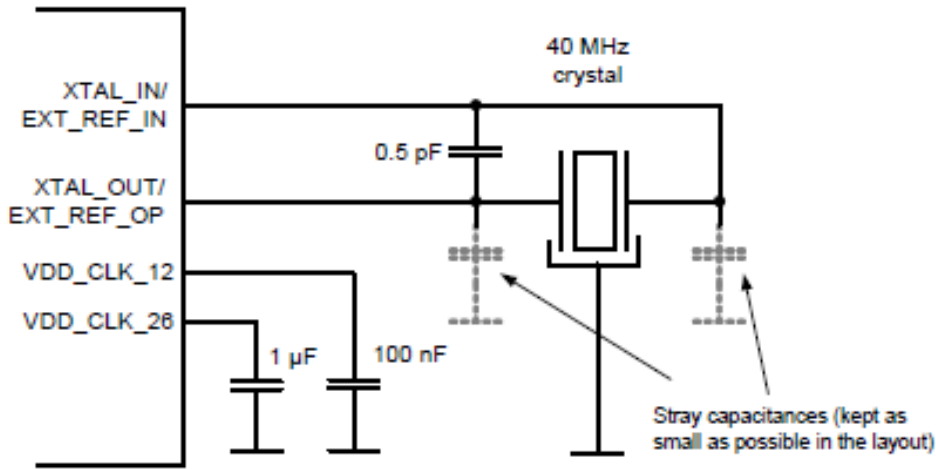 40 MHz
crystal
XTAL_IN/
EXT_REF_IN
0.5 pF
XTAL_OUT/
EXT_REF_OP
VDD_CLK_12
VDD_CLK_26
1 µF
100 nF
Stray capacitances (kept as
small as possible in the layout)